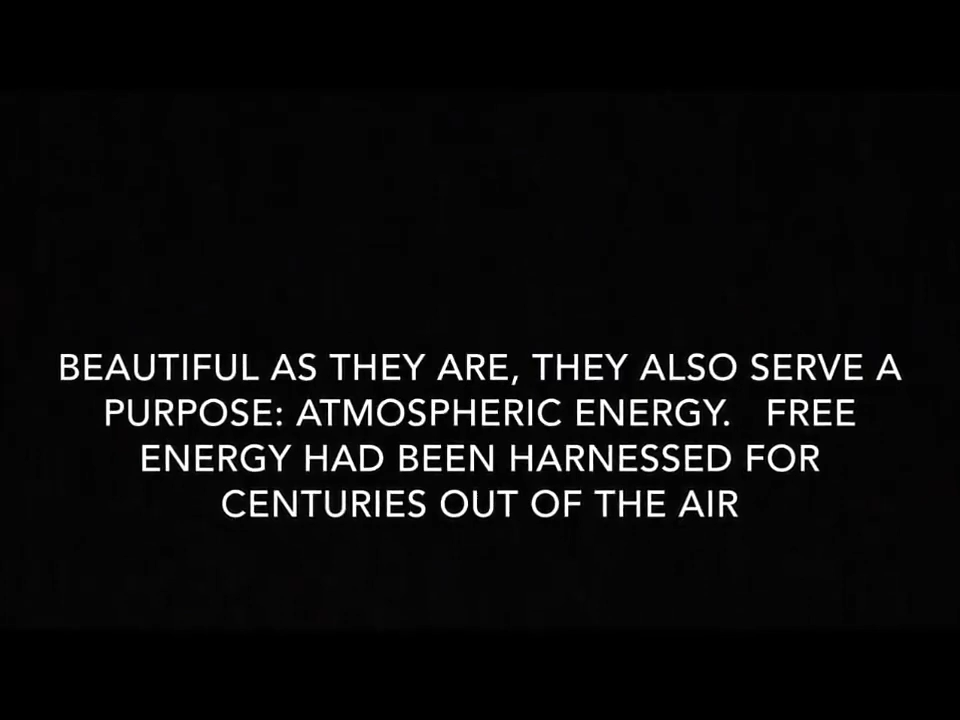 BEAUTIFUL AS THEY ARE, THEY ALSO SERVE A
PURPOSE: ATMOSPHERIC ENERGY.   FREE
ENERGY HAD BEEN HARNESSED FOR
CENTURIES OUT OF THE AIR